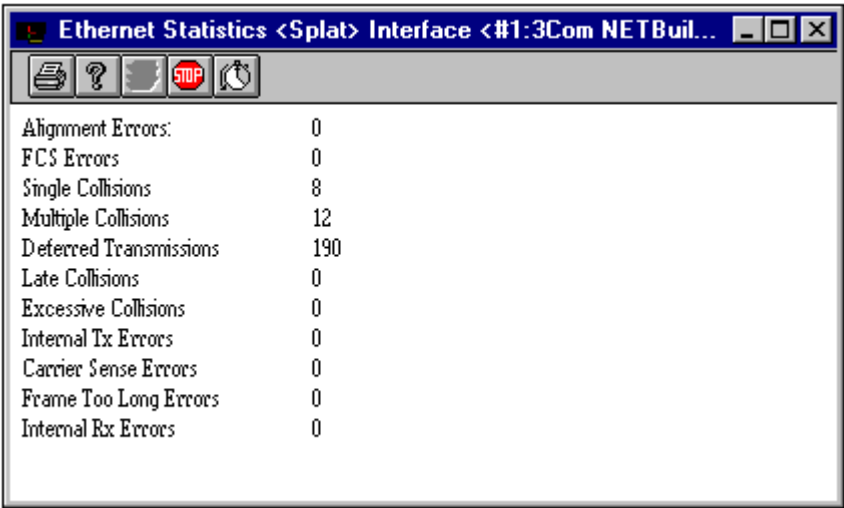 Ethernet Statistics <Splat> Interface <#1:3Com NETBuil...
STOP
Alignment Errors: 0
FCS Errors 0
Single Collisions 8
Multiple Collisions 12
Deferred Transmissions 190
Late Collisions 0
Excessive Collisions 0
Internal Tx Errors 0
Carrier Sense Errors 0
Frame Too Long Errors 0
Internal Rx Errors 0